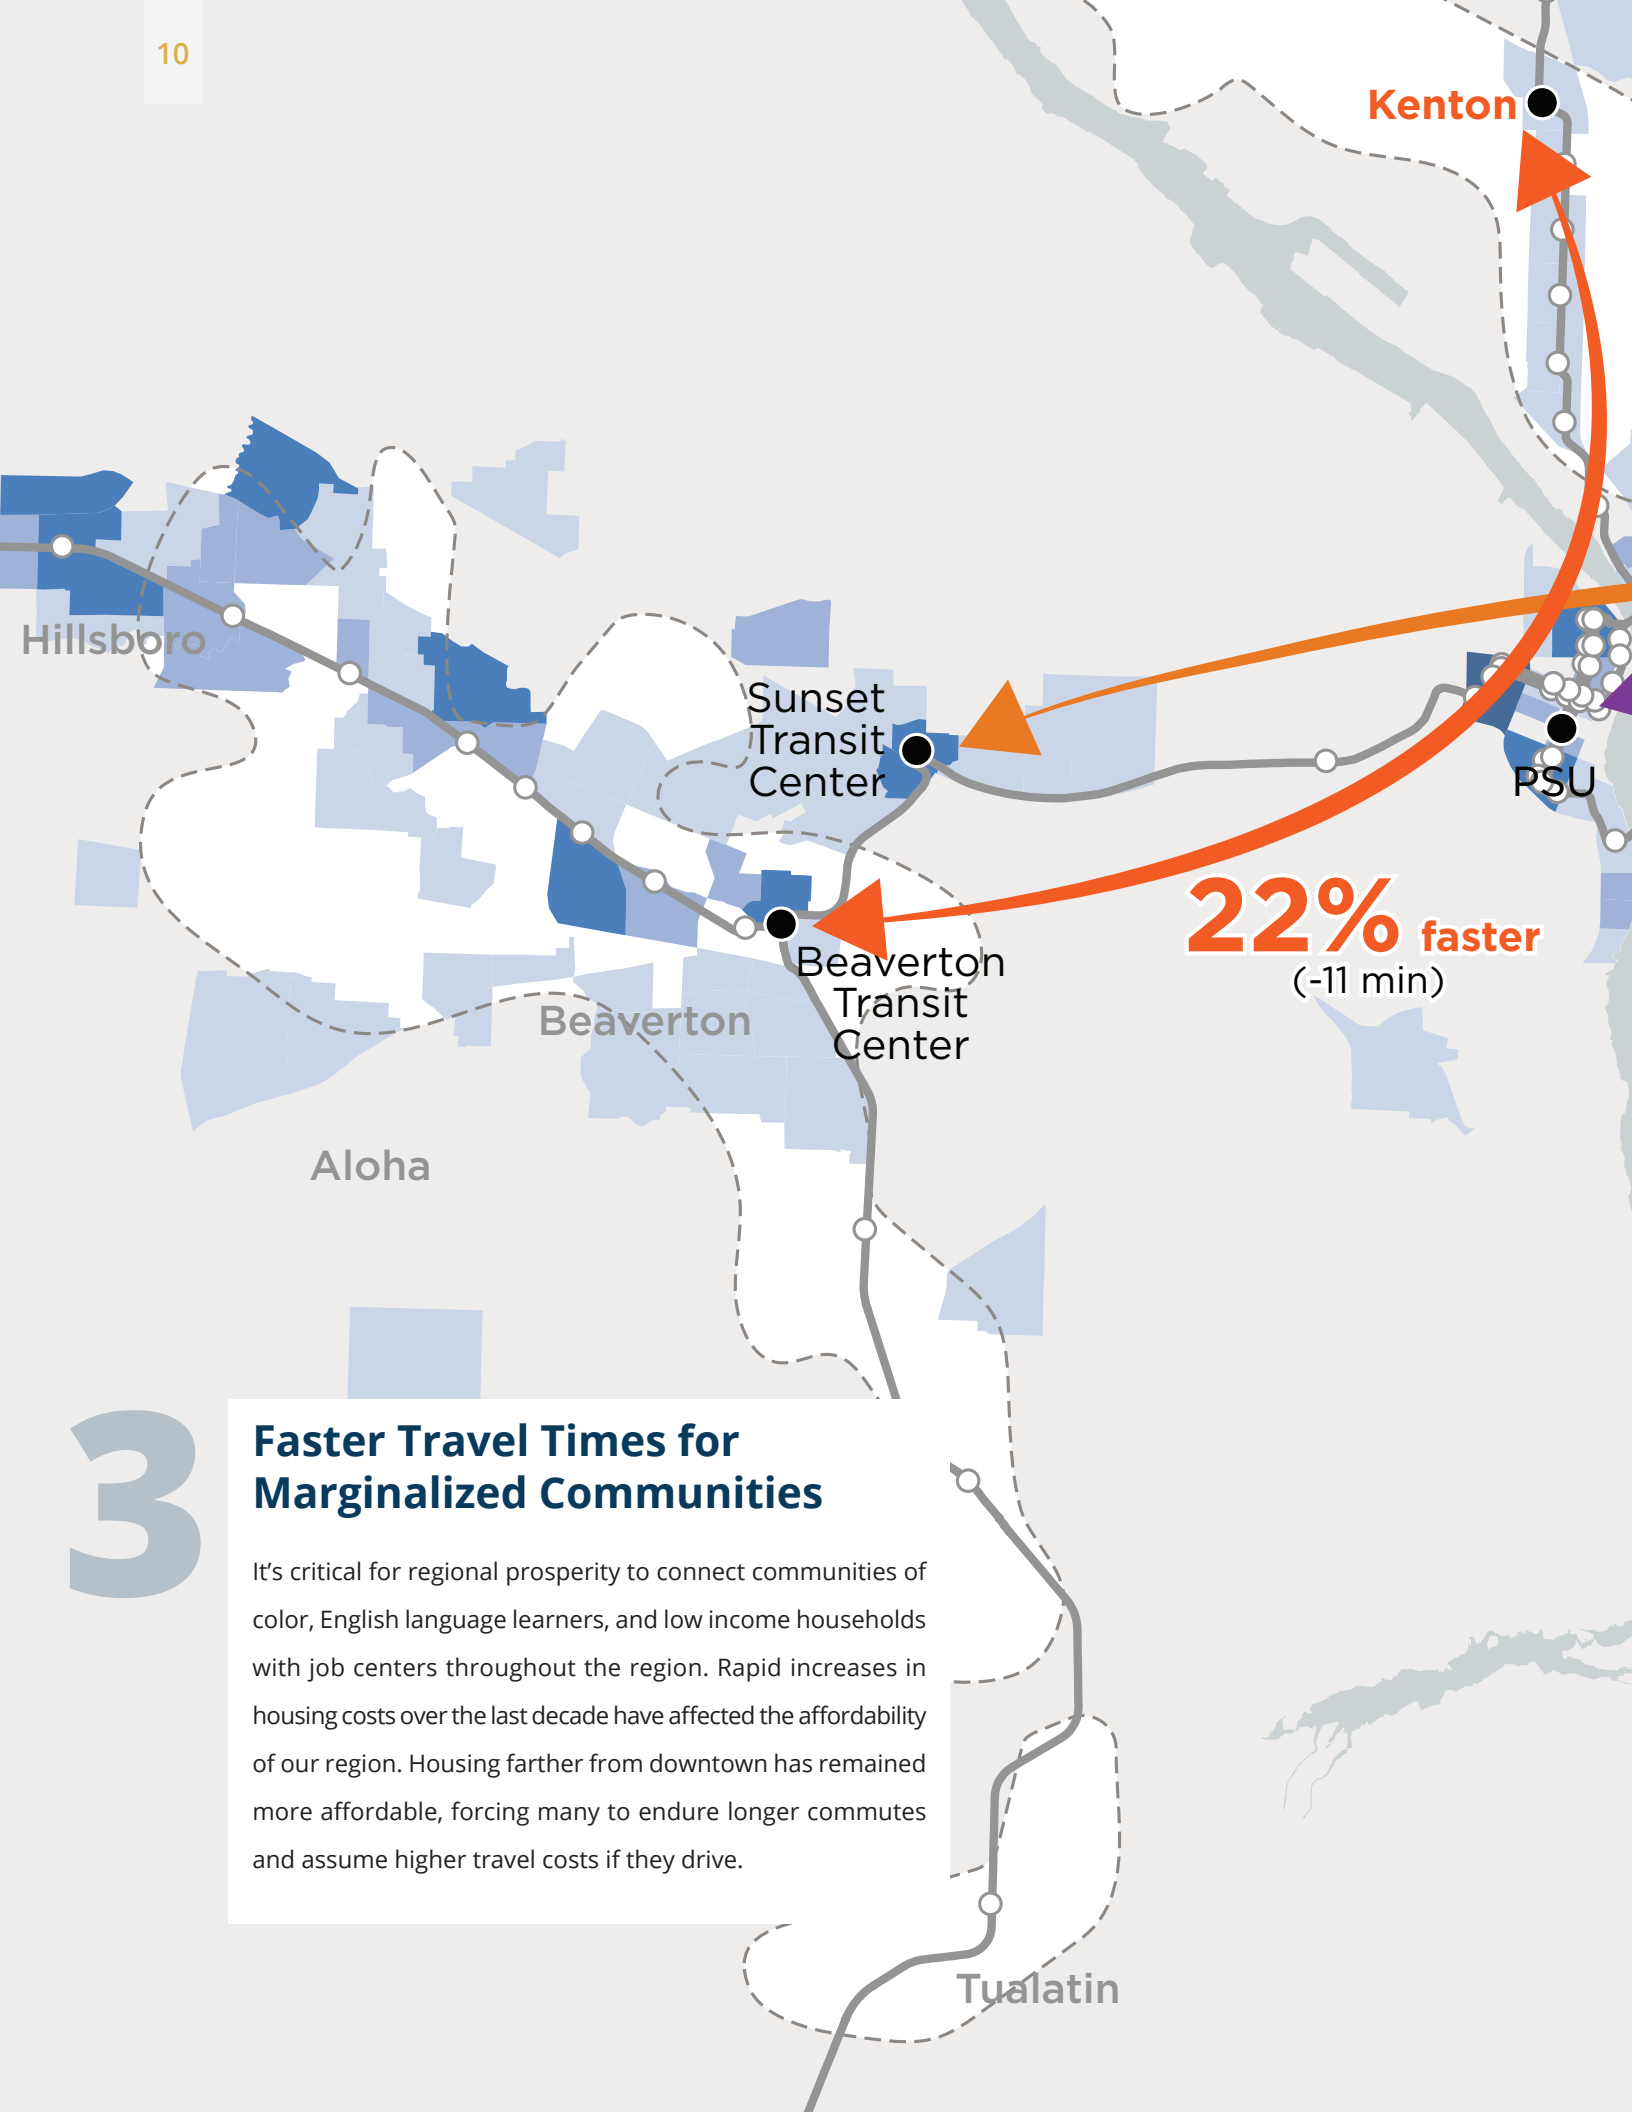 10
Kenton
Hillsboro
Sunset
Transit
Center
PSU
22% faster
(-11 min)
Beaverton
Transit
Center
Beaverton
Aloha
3
Faster Travel Times for
Marginalized Communities
It’s critical for regional prosperity to connect communities of
color, English language learners, and low income households
with job centers throughout the region. Rapid increases in
housing costs over the last decade have affected the affordability
of our region. Housing farther from downtown has remained
more affordable, forcing many to endure longer commutes
and assume higher travel costs if they drive.
Tualatin